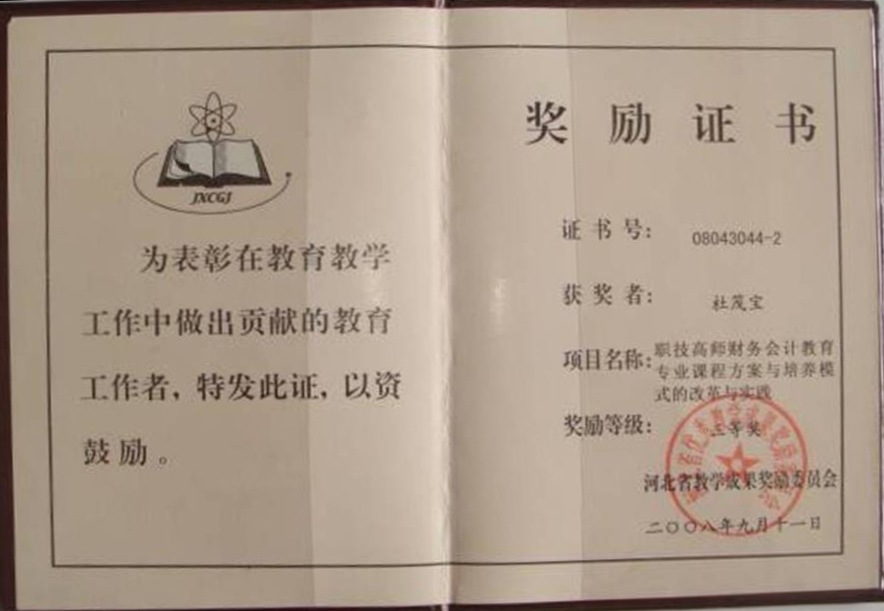 JXCGJ
为表彰在教育教学
工作中做出贡献的教育
工作者，特发此证，以资
鼓励。
奖励证书
证书号：08043044-2
获奖者：杜茂宝
项目名称：职技高师财务会计教育
专业课程方案与培养模
式的改革与实践
奖励等级：三等奖
河北省教学成果奖励委员会
二〇〇八年九月十一日